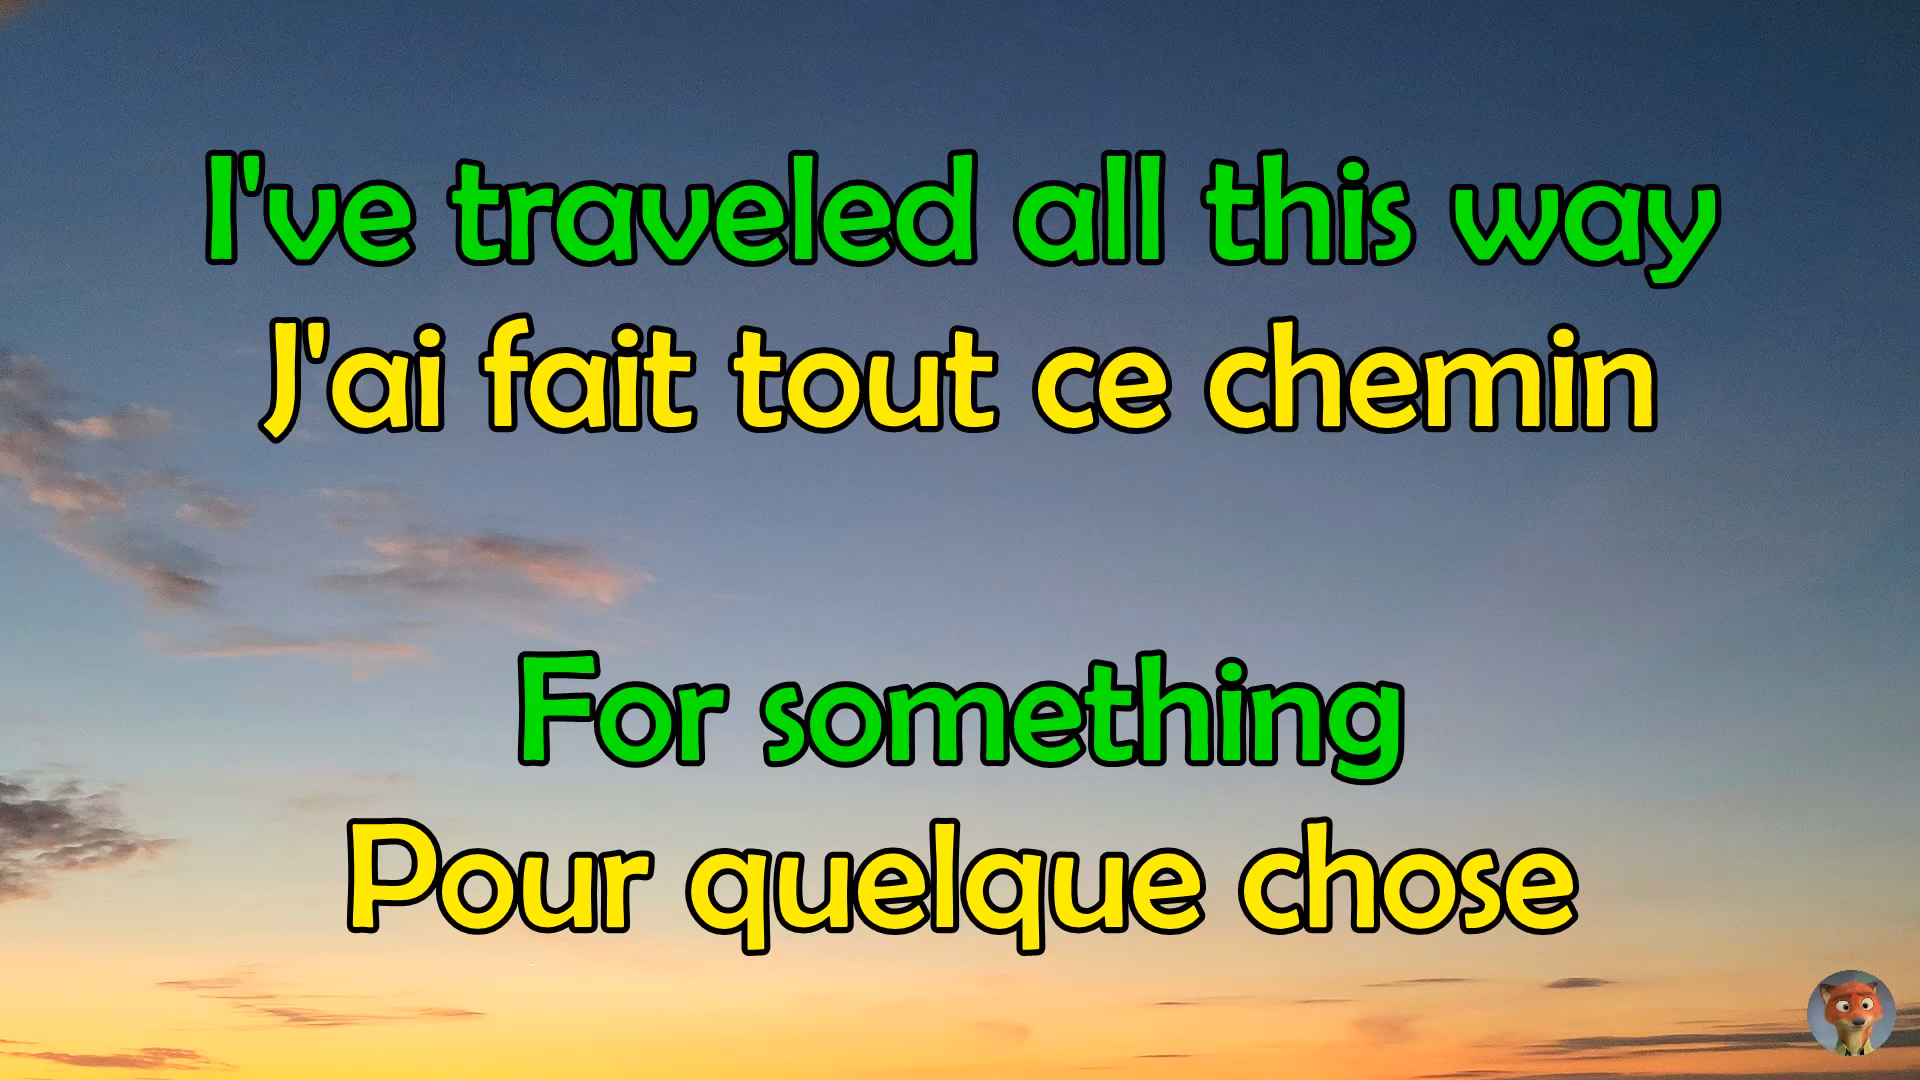 I've traveled all this way
J'ai fait tout ce chemin
For something
Pour quelque chose